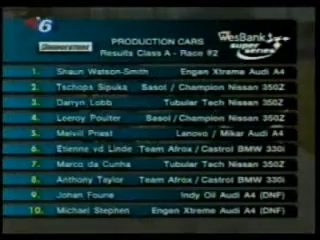 6
Bridgestone
WesBank
super
series
PRODUCTION CARS
Results Class A - Race #2
1. Shaun Watson-Smith Engen Xtreme Audi A4
2. Tschops Sipuka Sasol / Champion Nissan 350Z
3. Darryn Lobb Tubular Tech Nissan 350Z
4. Leeroy Poulter Sasol / Champion Nissan 350Z
5. Melvill Priest Lenovo / Mikar Audi A4
6. Etienne vd Linde Team Afrox / Castrol BMW 330i
7. Marco da Cunha Tubular Tech Nissan 350Z
8. Anthony Taylor Team Afrox / Castrol BMW 330i
9. Johan Fourie Indy Oil Audi A4 (DNF)
10. Michael Stephen Engen Xtreme Audi A4 (DNF)